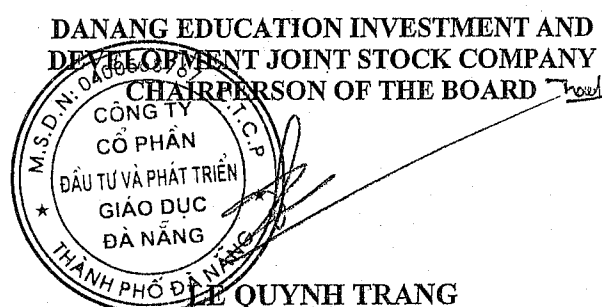 DANANG EDUCATION INVESTMENT AND
DEVELOPMENT JOINT STOCK COMPANY
CHAIRPERSON OF THE BOARD
M.S.D.N: T.C.P
CÔNG TY
CỔ PHẦN
ĐẦU TƯ VÀ PHÁT TRIỂN
GIÁO DỤC
ĐÀ NẴNG
THÀNH PHỐ ĐÀ NẴNG
LE QUYNH TRANG